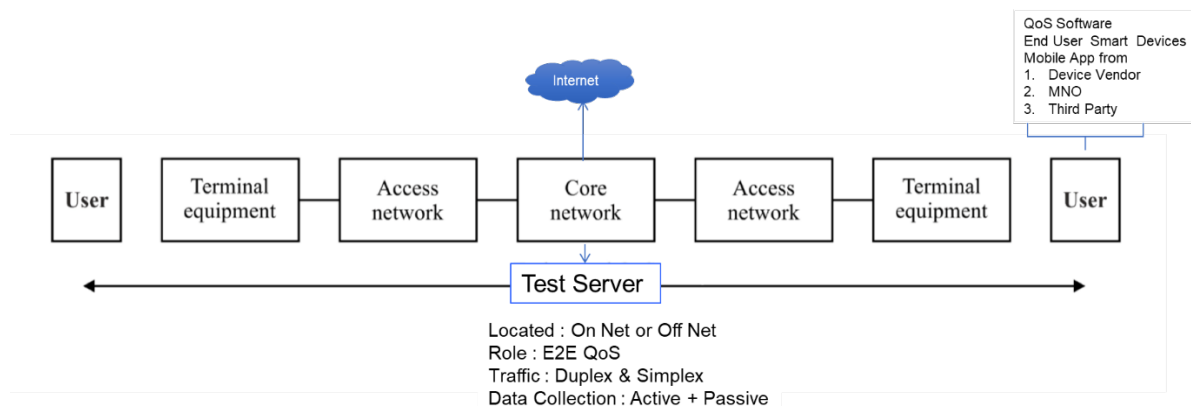 QoS Software
End User Smart Devices
Mobile App from
1. Device Vendor
2. MNO
3. Third Party
Internet
User
Terminal
equipment
Access
network
Core
network
Access
network
Terminal
equipment
User
Test Server
Located : On Net or Off Net
Role : E2E QoS
Traffic : Duplex & Simplex
Data Collection : Active + Passive